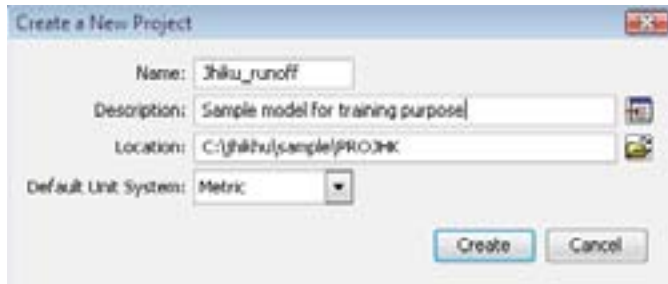 Create a New Project
Name: Jhiku_runoff
Description: Sample model for training purpose
Location: C:\jhikhu\sample\PROJHK
Default Unit System: Metric
Create Cancel